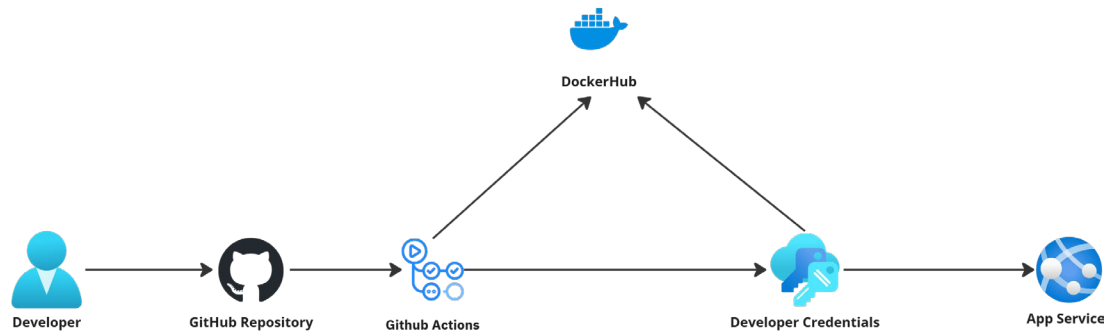 DockerHub
Developer
GitHub Repository
Github Actions
Developer Credentials
App Service